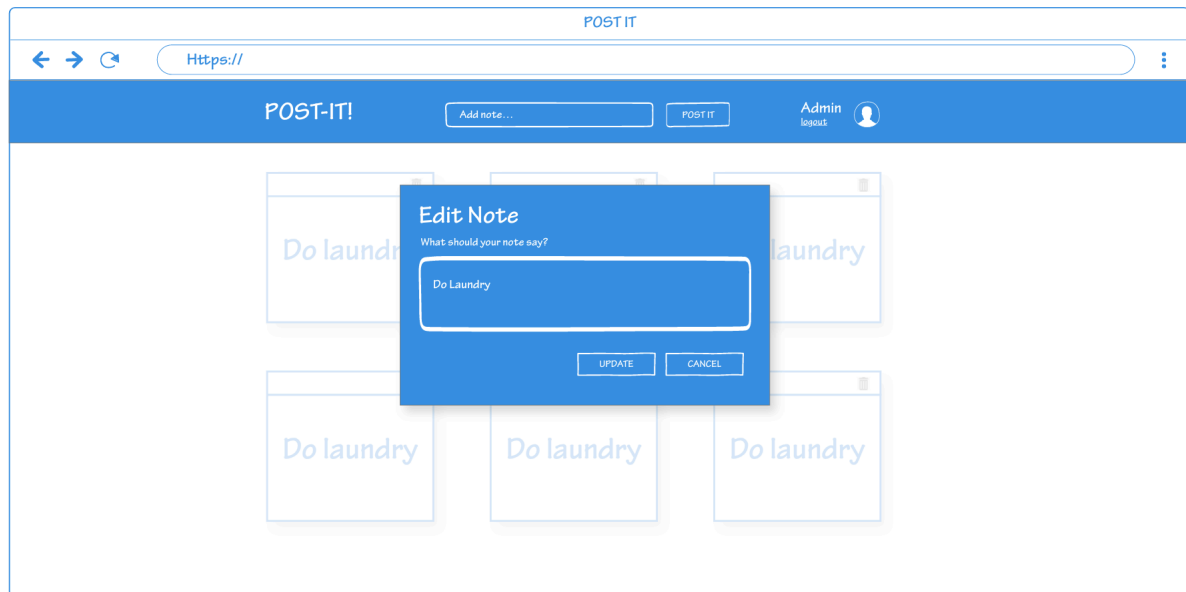 POST IT
Https://
POST-IT!
Add note...
POST IT
Admin
logout
Edit Note
What should your note say?
Do Laundry
UPDATE
CANCEL
Do laundr
laundry
Do laundry
Do laundry
Do laundry